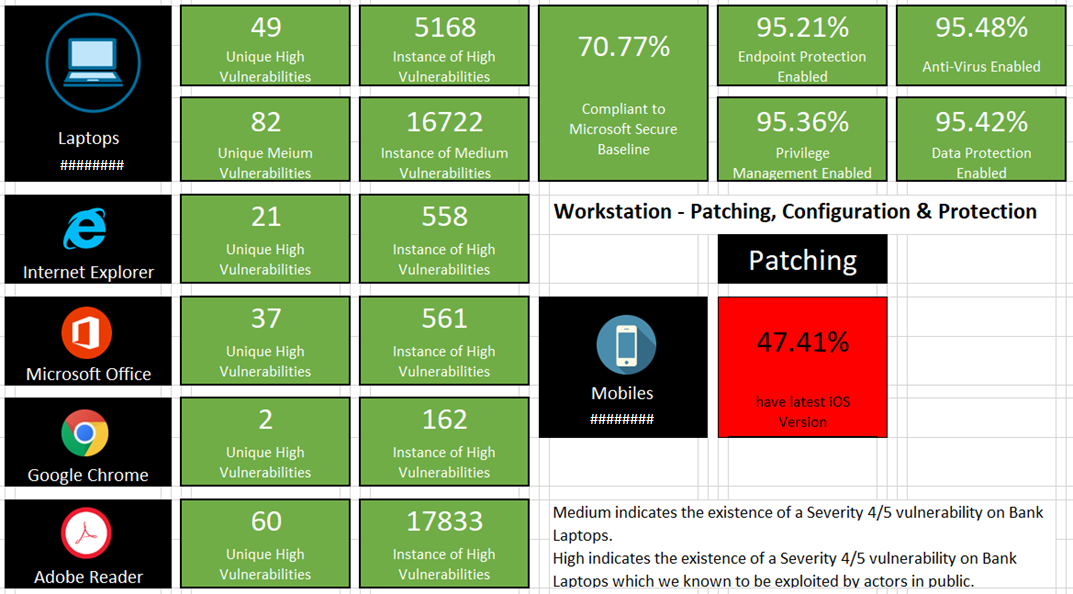 49
Unique High
Vulnerabilities
5168
Instance of High
Vulnerabilities
70.77%
Compliant to
Microsoft Secure
Baseline
95.21%
Endpoint Protection
Enabled
95.48%
Anti-Virus Enabled
Laptops
########
82
Unique Meium
Vulnerabilities
16722
Instance of Medium
Vulnerabilities
95.36%
Privilege
Management Enabled
95.42%
Data Protection
Enabled
Workstation - Patching, Configuration & Protection
Internet Explorer
21
Unique High
Vulnerabilities
558
Instance of High
Vulnerabilities
Patching
Microsoft Office
37
Unique High
Vulnerabilities
561
Instance of High
Vulnerabilities
Mobiles
########
47.41%
have latest iOS
Version
Google Chrome
2
Unique High
Vulnerabilities
162
Instance of High
Vulnerabilities
Adobe Reader
60
Unique High
Vulnerabilities
17833
Instance of High
Vulnerabilities
Medium indicates the existence of a Severity 4/5 vulnerability on Bank
Laptops.
High indicates the existence of a Severity 4/5 vulnerability on Bank
Laptops which we known to be exploited by actors in public.